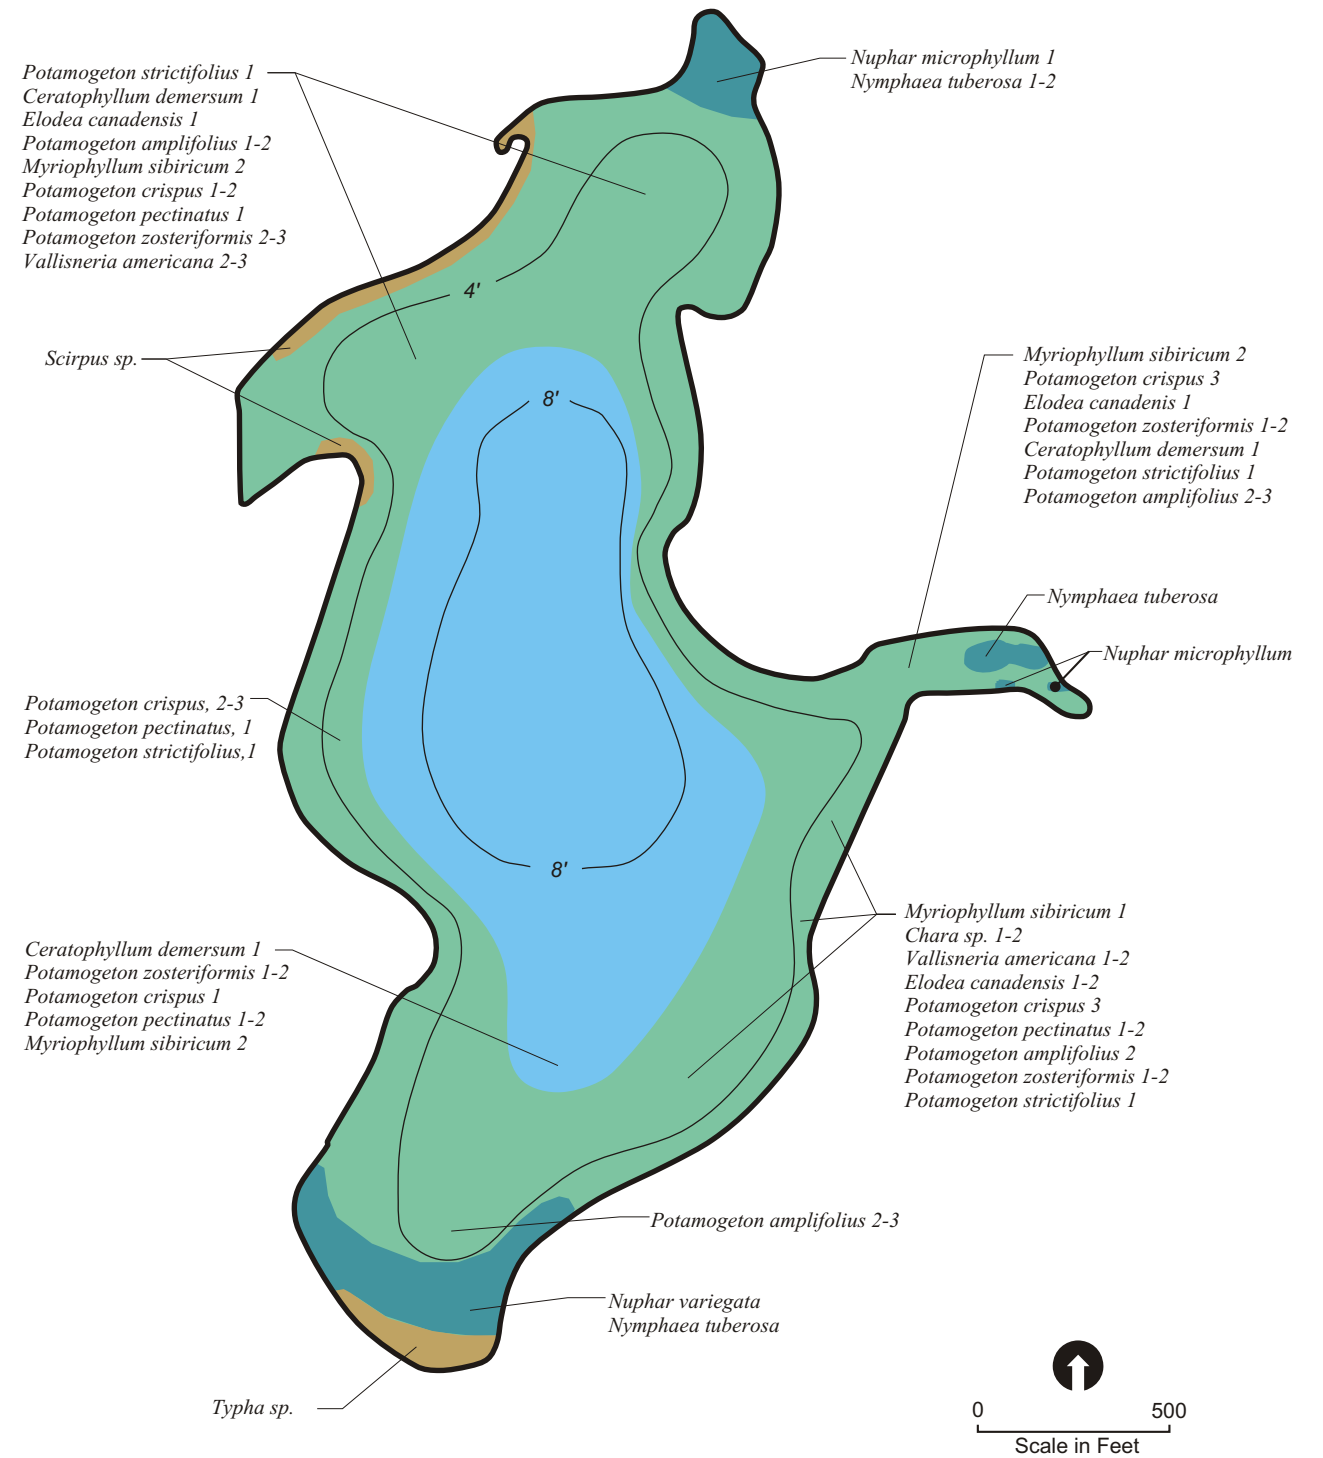 Potamogeton strictifolius 1
Ceratophyllum demersum 1
Elodea canadensis 1
Potamogeton amplifolius 1-2
Myriophyllum sibiricum 2
Potamogeton crispus 1-2
Potamogeton pectinatus 1
Potamogeton zosteriformis 2-3
Vallisneria americana 2-3
Nuphar microphyllum 1
Nymphaea tuberosa 1-2
4'
Scirpus sp.
8'
Myriophyllum sibiricum 2
Potamogeton crispus 3
Elodea canadenis 1
Potamogeton zosteriformis 1-2
Ceratophyllum demersum 1
Potamogeton strictifolius 1
Potamogeton amplifolius 2-3
Nymphaea tuberosa
Nuphar microphyllum
Potamogeton crispus, 2-3
Potamogeton pectinatus, 1
Potamogeton strictifolius,1
8'
Myriophyllum sibiricum 1
Chara sp. 1-2
Vallisneria americana 1-2
Elodea canadensis 1-2
Potamogeton crispus 3
Potamogeton pectinatus 1-2
Potamogeton amplifolius 2
Potamogeton zosteriformis 1-2
Potamogeton strictifolius 1
Ceratophyllum demersum 1
Potamogeton zosteriformis 1-2
Potamogeton crispus 1
Potamogeton pectinatus 1-2
Myriophyllum sibiricum 2
Potamogeton amplifolius 2-3
Nuphar variegata
Nymphaea tuberosa
Typha sp.
0 500
Scale in Feet